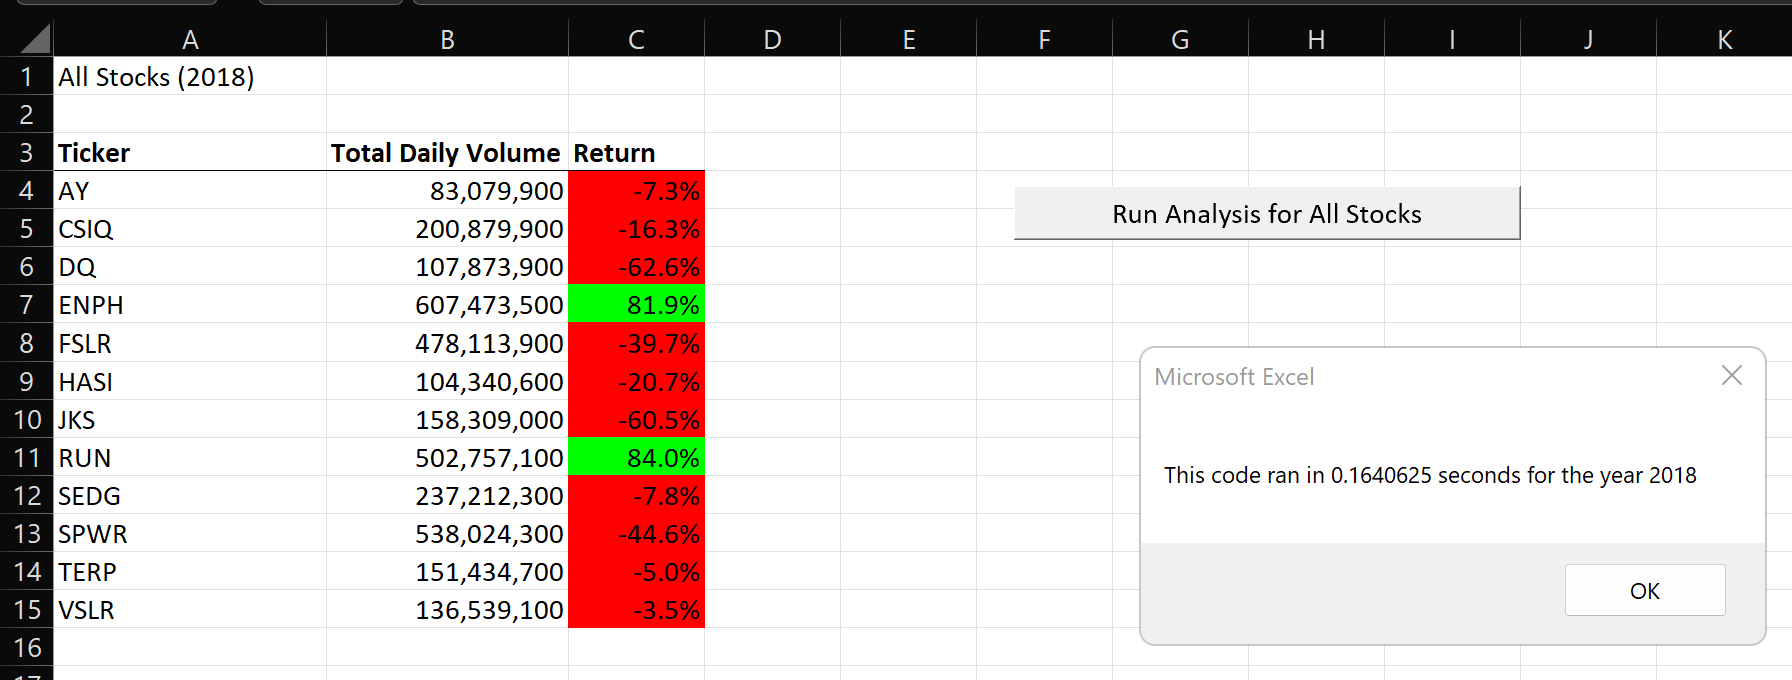 A B C D E F G H I J K
1 All Stocks (2018)
2
3 Ticker Total Daily Volume Return
4 AY 83,079,900 -7.3%
5 CSIQ 200,879,900 -16.3%
6 DQ 107,873,900 -62.6%
7 ENPH 607,473,500 81.9%
8 FSLR 478,113,900 -39.7%
9 HASI 104,340,600 -20.7%
10 JKS 158,309,000 -60.5%
11 RUN 502,757,100 84.0%
12 SEDG 237,212,300 -7.8%
13 SPWR 538,024,300 -44.6%
14 TERP 151,434,700 -5.0%
15 VSLR 136,539,100 -3.5%
16
17
Run Analysis for All Stocks
Microsoft Excel
This code ran in 0.1640625 seconds for the year 2018
OK